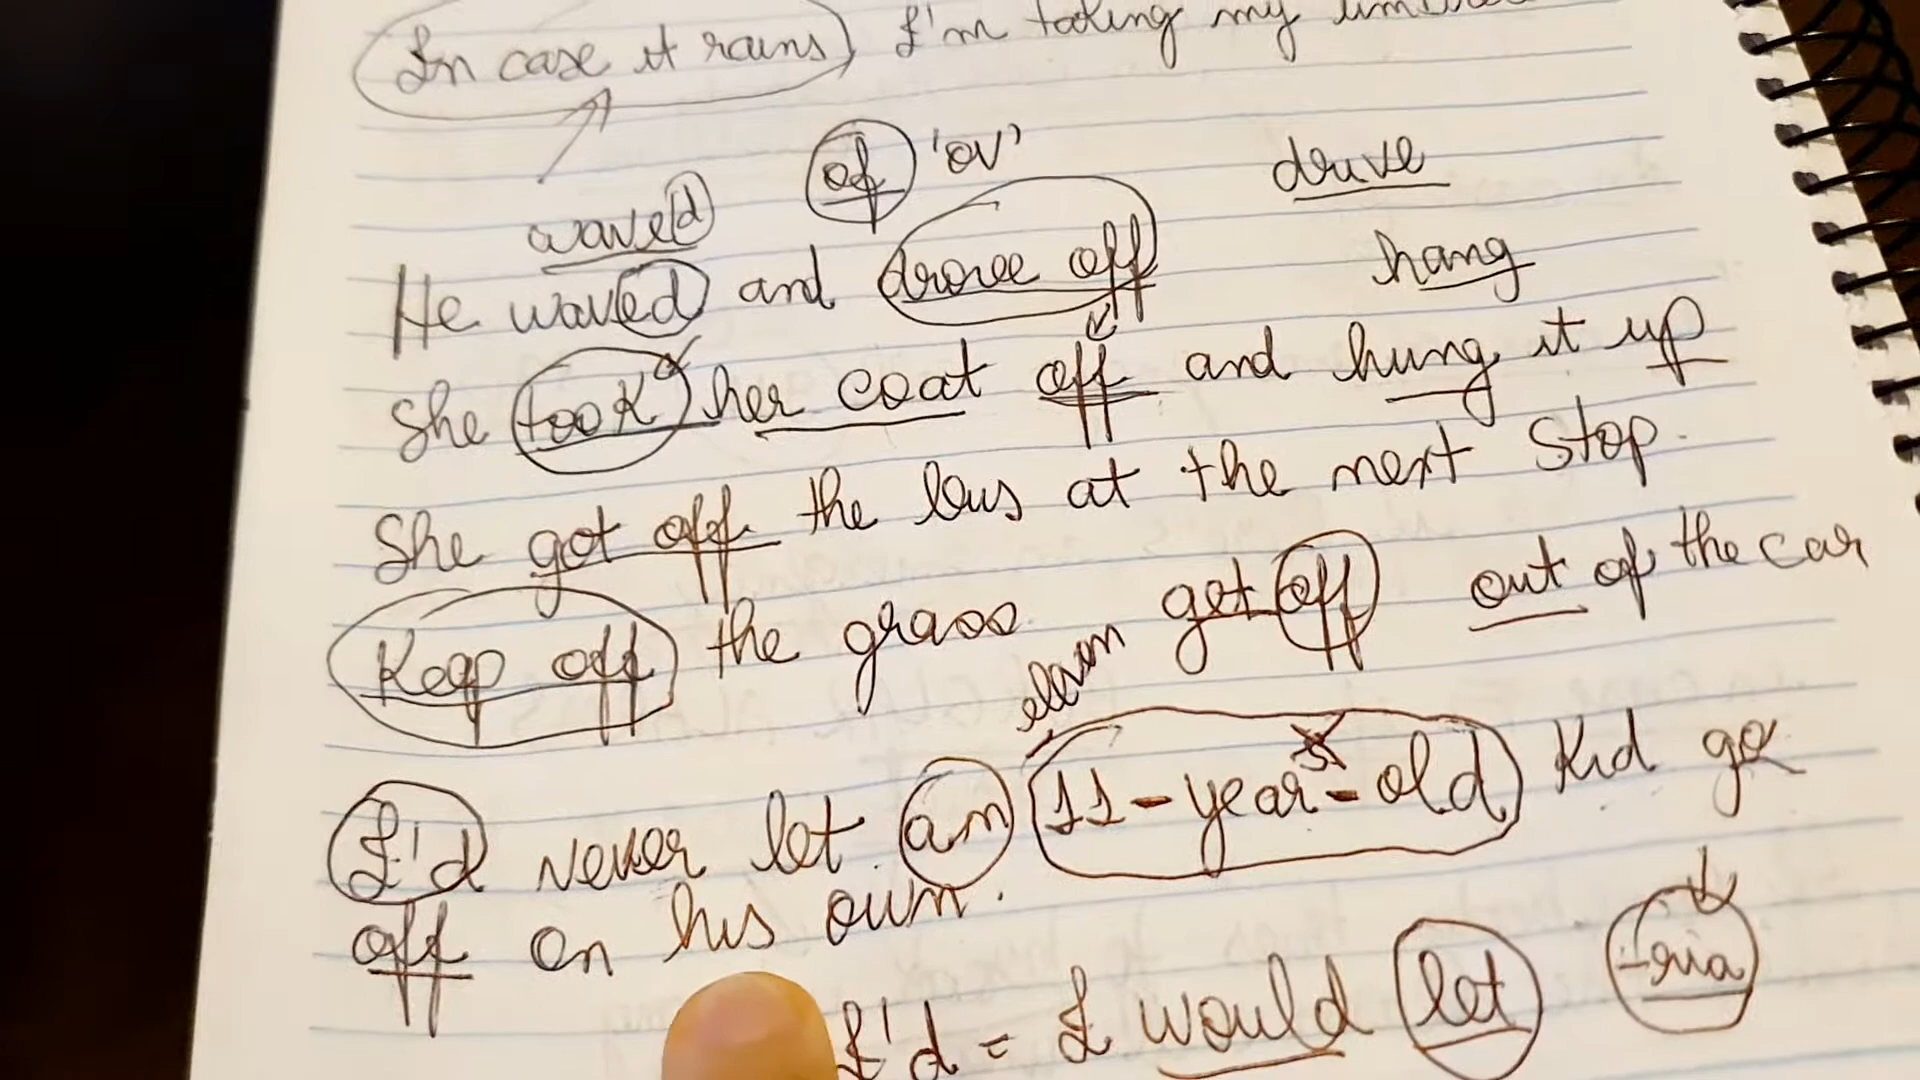 In case it rains, I'm taking my
of 'ov' drive
waved
hang
He waved and drove off
She took her coat off and hung it up
She got off the bus at the next stop.
get off out of the car
Keep off the grass
eleven
I'd never let an 11-year-old kid go
off on his own.
I'd = I would let -ria